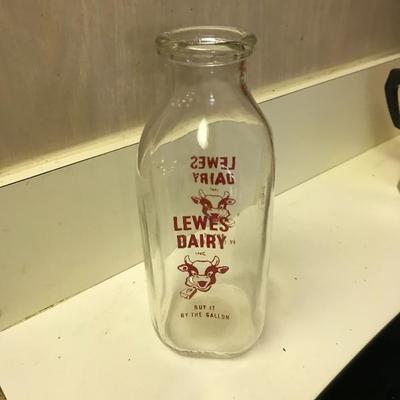 LEWES
DAIRY
INC.
LEWES
DAIRY
INC.
BUY IT
BY THE GALLON